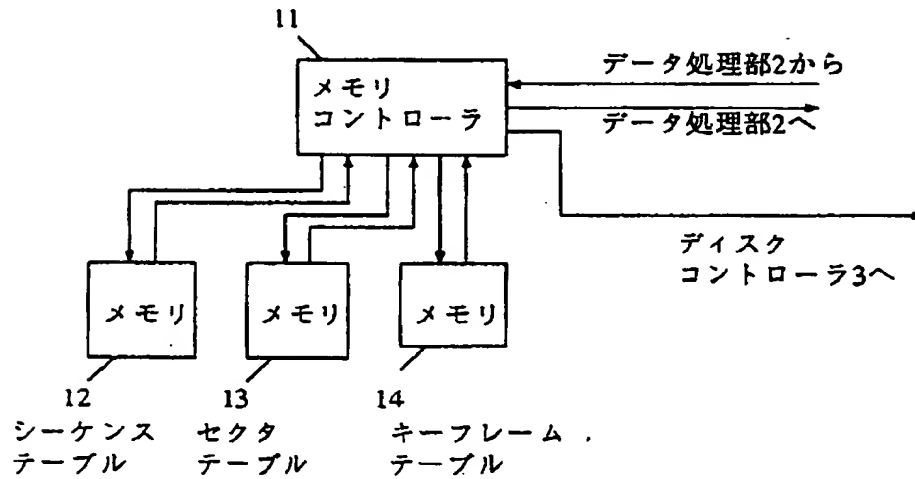 11
メモリ
コントローラ
データ処理部2から
データ処理部2へ
ディスク
コントローラ3へ
メモリ
メモリ
メモリ
12
13
14
シーケンス
テーブル
セクタ
テーブル
キーフレーム
テーブル